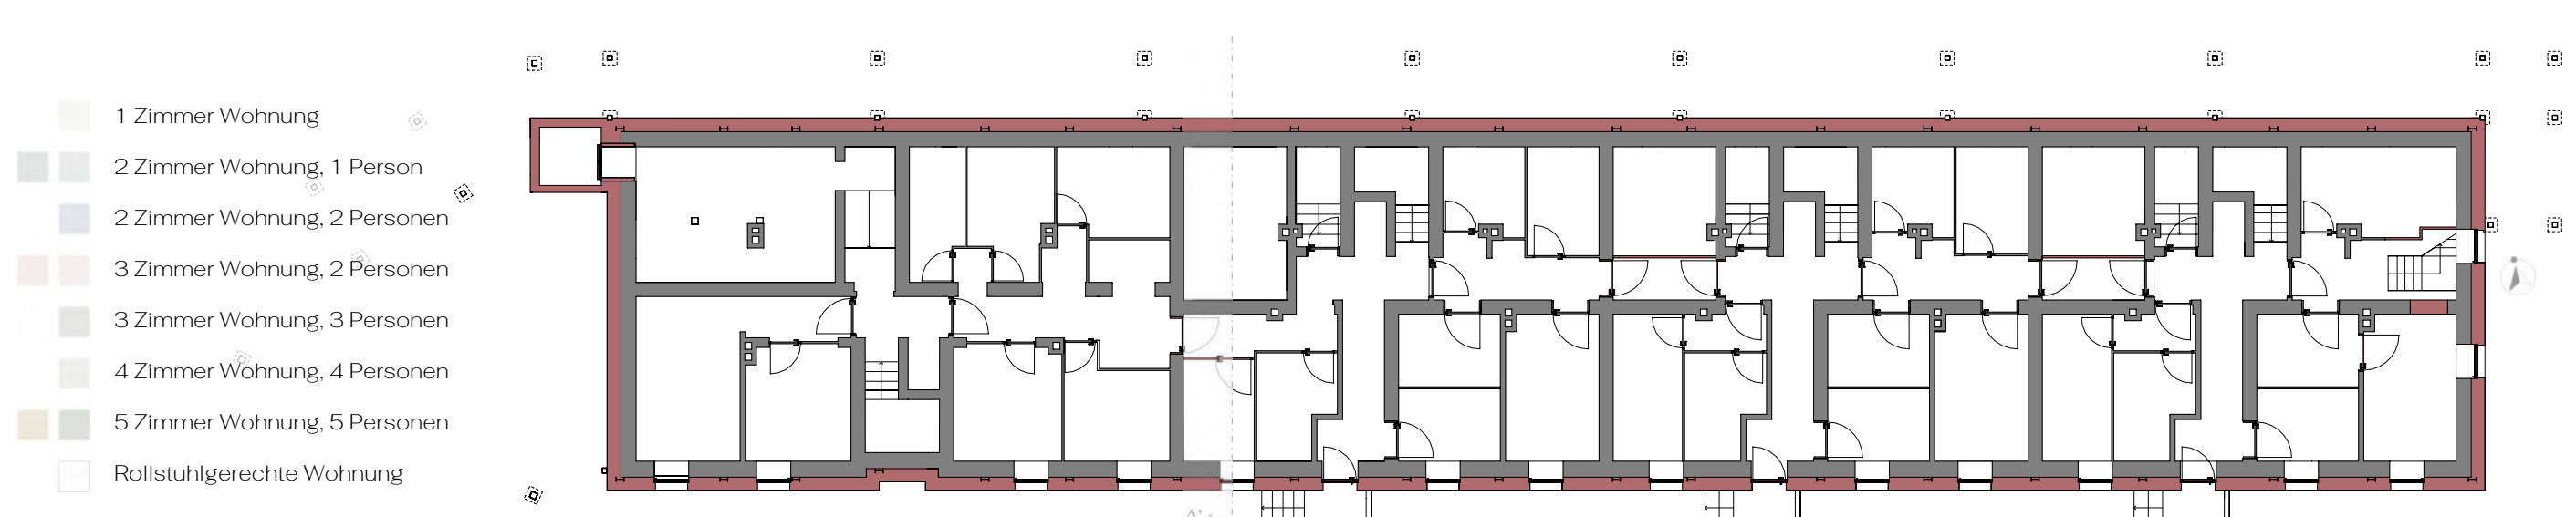 1 Zimmer Wohnung
2 Zimmer Wohnung, 1 Person
2 Zimmer Wohnung, 2 Personen
3 Zimmer Wohnung, 2 Personen
3 Zimmer Wohnung, 3 Personen
4 Zimmer Wohnung, 4 Personen
5 Zimmer Wohnung, 5 Personen
Rollstuhlgerechte Wohnung